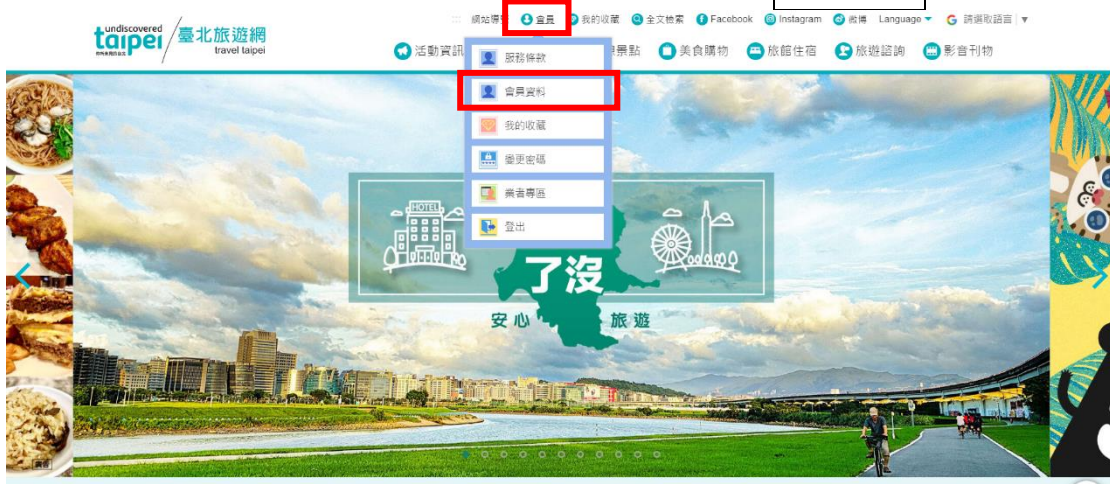 undiscovered
taipei
臺北旅遊網
travel taipei
網站導覽 會員 我的收藏 全文檢索 Facebook Instagram 微博 Language 請選取語言 ▼
活動資訊 景點 美食購物 旅館住宿 旅遊諮詢 影音刊物
服務條款
會員資料
我的收藏
變更密碼
業者專區
登出
HOTEL
了沒
安心 旅遊
廣告